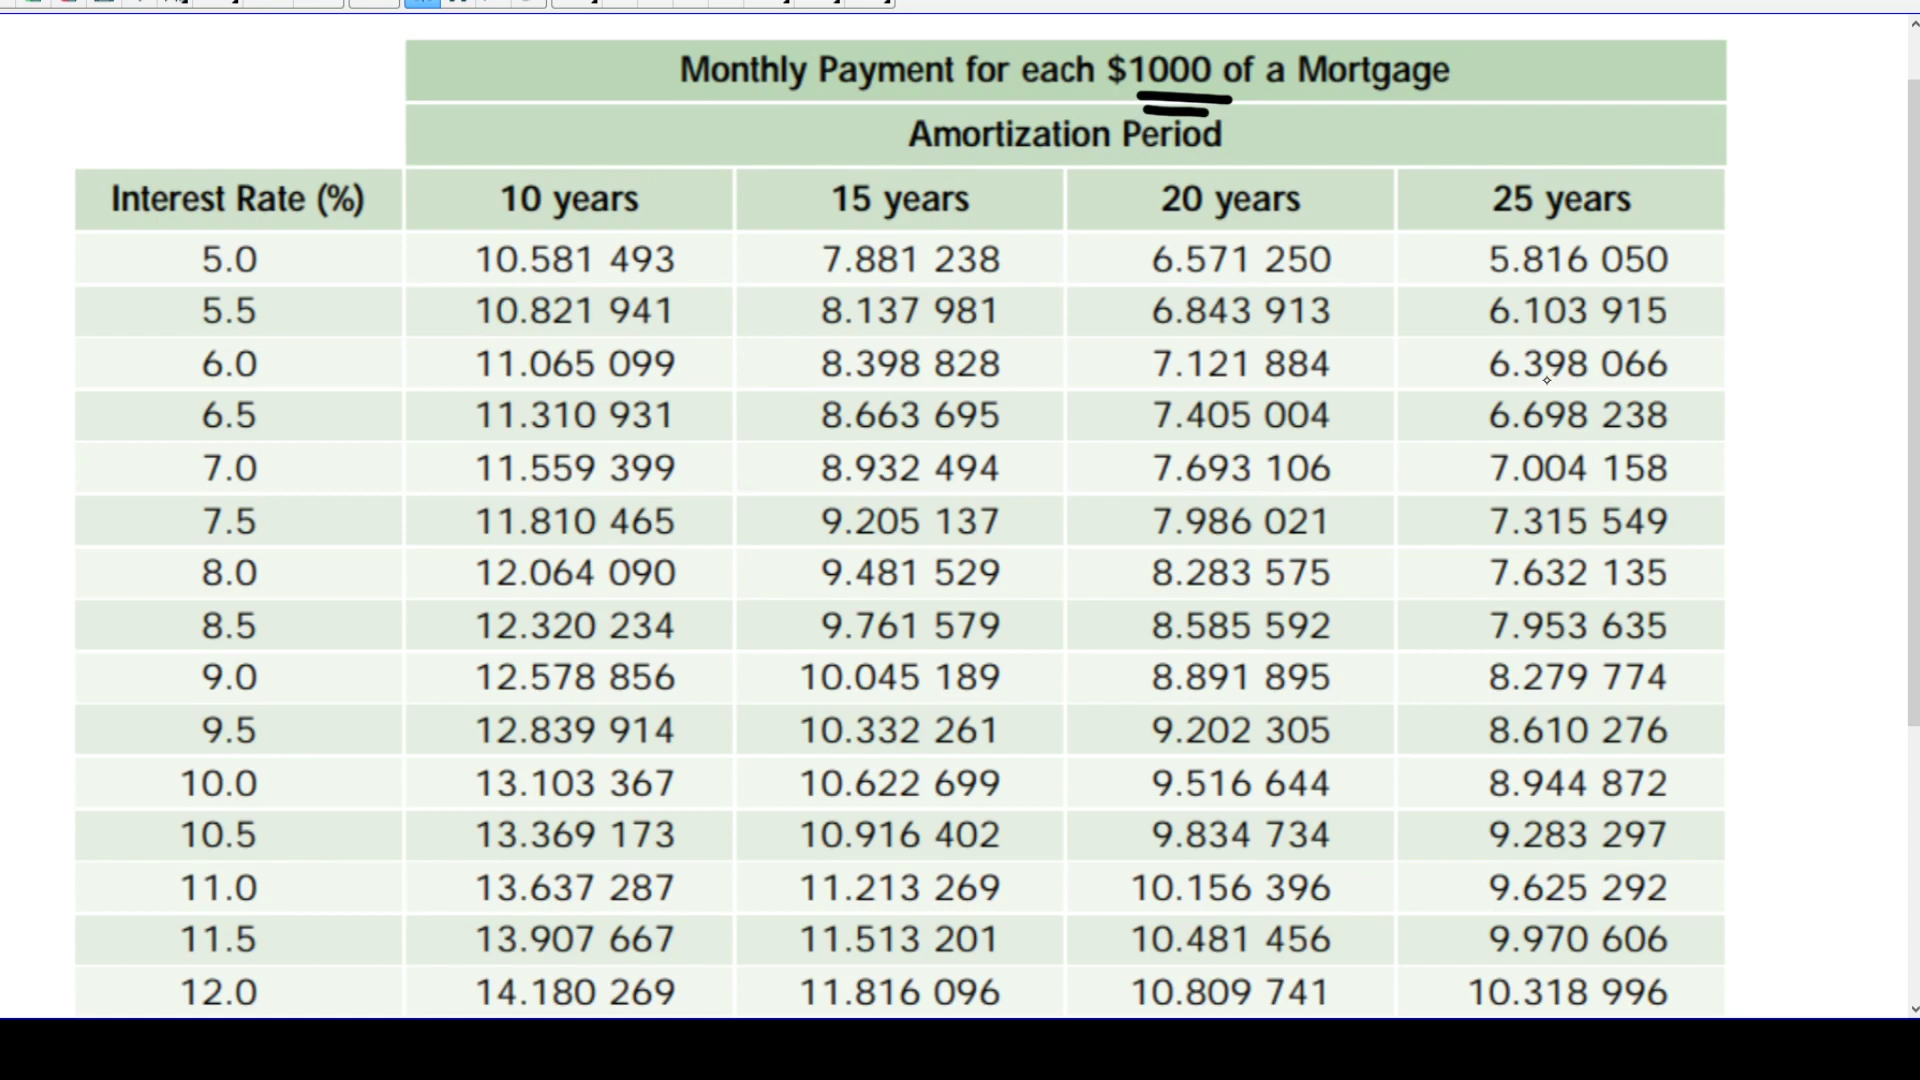 Monthly Payment for each $1000 of a Mortgage
Amortization Period
Interest Rate (%) 10 years 15 years 20 years 25 years
5.0 10.581 493 7.881 238 6.571 250 5.816 050
5.5 10.821 941 8.137 981 6.843 913 6.103 915
6.0 11.065 099 8.398 828 7.121 884 6.398 066
6.5 11.310 931 8.663 695 7.405 004 6.698 238
7.0 11.559 399 8.932 494 7.693 106 7.004 158
7.5 11.810 465 9.205 137 7.986 021 7.315 549
8.0 12.064 090 9.481 529 8.283 575 7.632 135
8.5 12.320 234 9.761 579 8.585 592 7.953 635
9.0 12.578 856 10.045 189 8.891 895 8.279 774
9.5 12.839 914 10.332 261 9.202 305 8.610 276
10.0 13.103 367 10.622 699 9.516 644 8.944 872
10.5 13.369 173 10.916 402 9.834 734 9.283 297
11.0 13.637 287 11.213 269 10.156 396 9.625 292
11.5 13.907 667 11.513 201 10.481 456 9.970 606
12.0 14.180 269 11.816 096 10.809 741 10.318 996